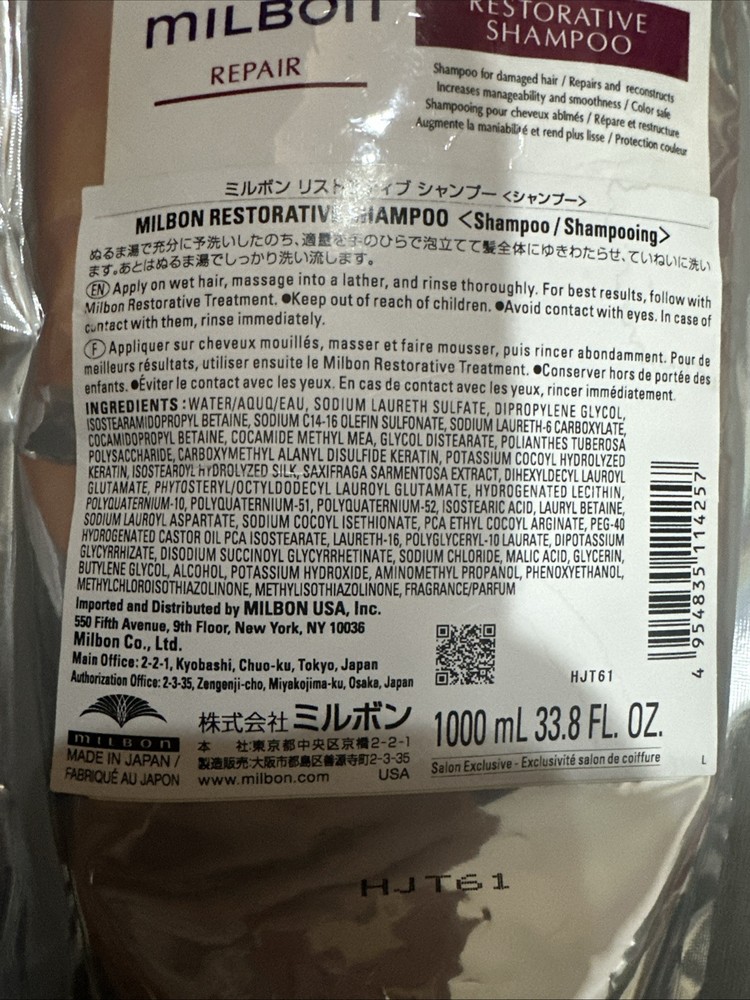 MILBON
REPAIR
RESTORATIVE
SHAMPOO
Shampoo for damaged hair / Repairs and reconstructs
Increases manageability and smoothness / Color safe
Shampooing pour cheveux abîmés / Répare et restructure
Augmente la maniabilité et rend plus lisse / Protection couleur
ミルボン シャンプー <シャンプー>
MILBON SHAMPOO <Shampoo / Shampooing>
ぬるま湯で充分に予洗いしたのち、適量を手のひらで泡立てて髪全体にゆきわたらせ、ていねいに洗い
ます。あとはぬるま湯でしっかり洗い流します。
EN Apply on wet hair, massage into a lather, and rinse thoroughly. For best results, follow with
Milbon Restorative Treatment. ●Keep out of reach of children. ●Avoid contact with eyes. In case of
contact with them, rinse immediately.
F Appliquer sur cheveux mouillés, masser et faire mousser, puis rincer abondamment. Pour de
meilleurs résultats, utiliser ensuite le Milbon Restorative Treatment. ●Conserver hors de portée des
enfants. ●Éviter le contact avec les yeux. En cas de contact avec les yeux, rincer immédiatement.
INGREDIENTS : WATER/AQUQ/EAU, SODIUM LAURETH SULFATE, DIPROPYLENE GLYCOL,
ISOSTEARAMIDOPROPYL BETAINE, SODIUM C14-16 OLEFIN SULFONATE, SODIUM LAURETH-6 CARBOXYLATE,
COCAMIDOPROPYL BETAINE, COCAMIDE METHYL MEA, GLYCOL DISTEARATE, POLIANTHES TUBEROSA
POLYSACCHARIDE, CARBOXYMETHYL ALANYL DISULFIDE KERATIN, POTASSIUM COCOYL HYDROLYZED
KERATIN, ISOSTEAROYL HYDROLYZED SILK, SAXIFRAGA SARMENTOSA EXTRACT, DIHEXYLDECYL LAUROYL
GLUTAMATE, PHYTOSTERYL/OCTYLDODECYL LAUROYL GLUTAMATE, HYDROGENATED LECITHIN,
POLYQUATERNIUM-10, POLYQUATERNIUM-51, POLYQUATERNIUM-52, ISOSTEARIC ACID, LAURYL BETAINE,
SODIUM LAUROYL ASPARTATE, SODIUM COCOYL ISETHIONATE, PCA ETHYL COCOYL ARGINATE, PEG-40
HYDROGENATED CASTOR OIL PCA ISOSTEARATE, LAURETH-16, POLYGLYCERYL-10 LAURATE, DIPOTASSIUM
GLYCYRRHIZATE, DISODIUM SUCCINOYL GLYCYRRHETINATE, SODIUM CHLORIDE, MALIC ACID, GLYCERIN,
BUTYLENE GLYCOL, ALCOHOL, POTASSIUM HYDROXIDE, AMINOMETHYL PROPANOL, PHENOXYETHANOL,
METHYLCHLOROISOTHIAZOLINONE, METHYLISOTHIAZOLINONE, FRAGRANCE/PARFUM
4 954835 114257
Imported and Distributed by MILBON USA, Inc.
550 Fifth Avenue, 9th Floor, New York, NY 10036
Milbon Co., Ltd.
Main Office: 2-2-1, Kyobashi, Chuo-ku, Tokyo, Japan
Authorization Office: 2-3-35, Zengenji-cho, Miyakojima-ku, Osaka, Japan
HJT61
MILBON
MADE IN JAPAN /
FABRIQUÉ AU JAPON
株式会社ミルボン
本 社:東京都中央区京橋2-2-1
製造販売:大阪市都島区善源寺町2-3-35
www.milbon.com USA
1000 mL 33.8 FL. OZ.
Salon Exclusive - Exclusivité salon de coiffure L
HJT61